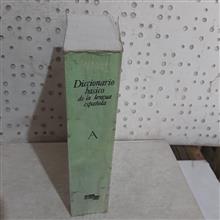 Diccionario
básico
de la lengua
española
A